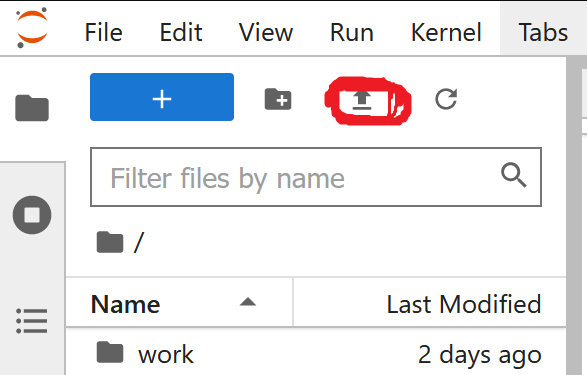 File Edit View Run Kernel Tabs
Filter files by name
/
Name Last Modified
work 2 days ago